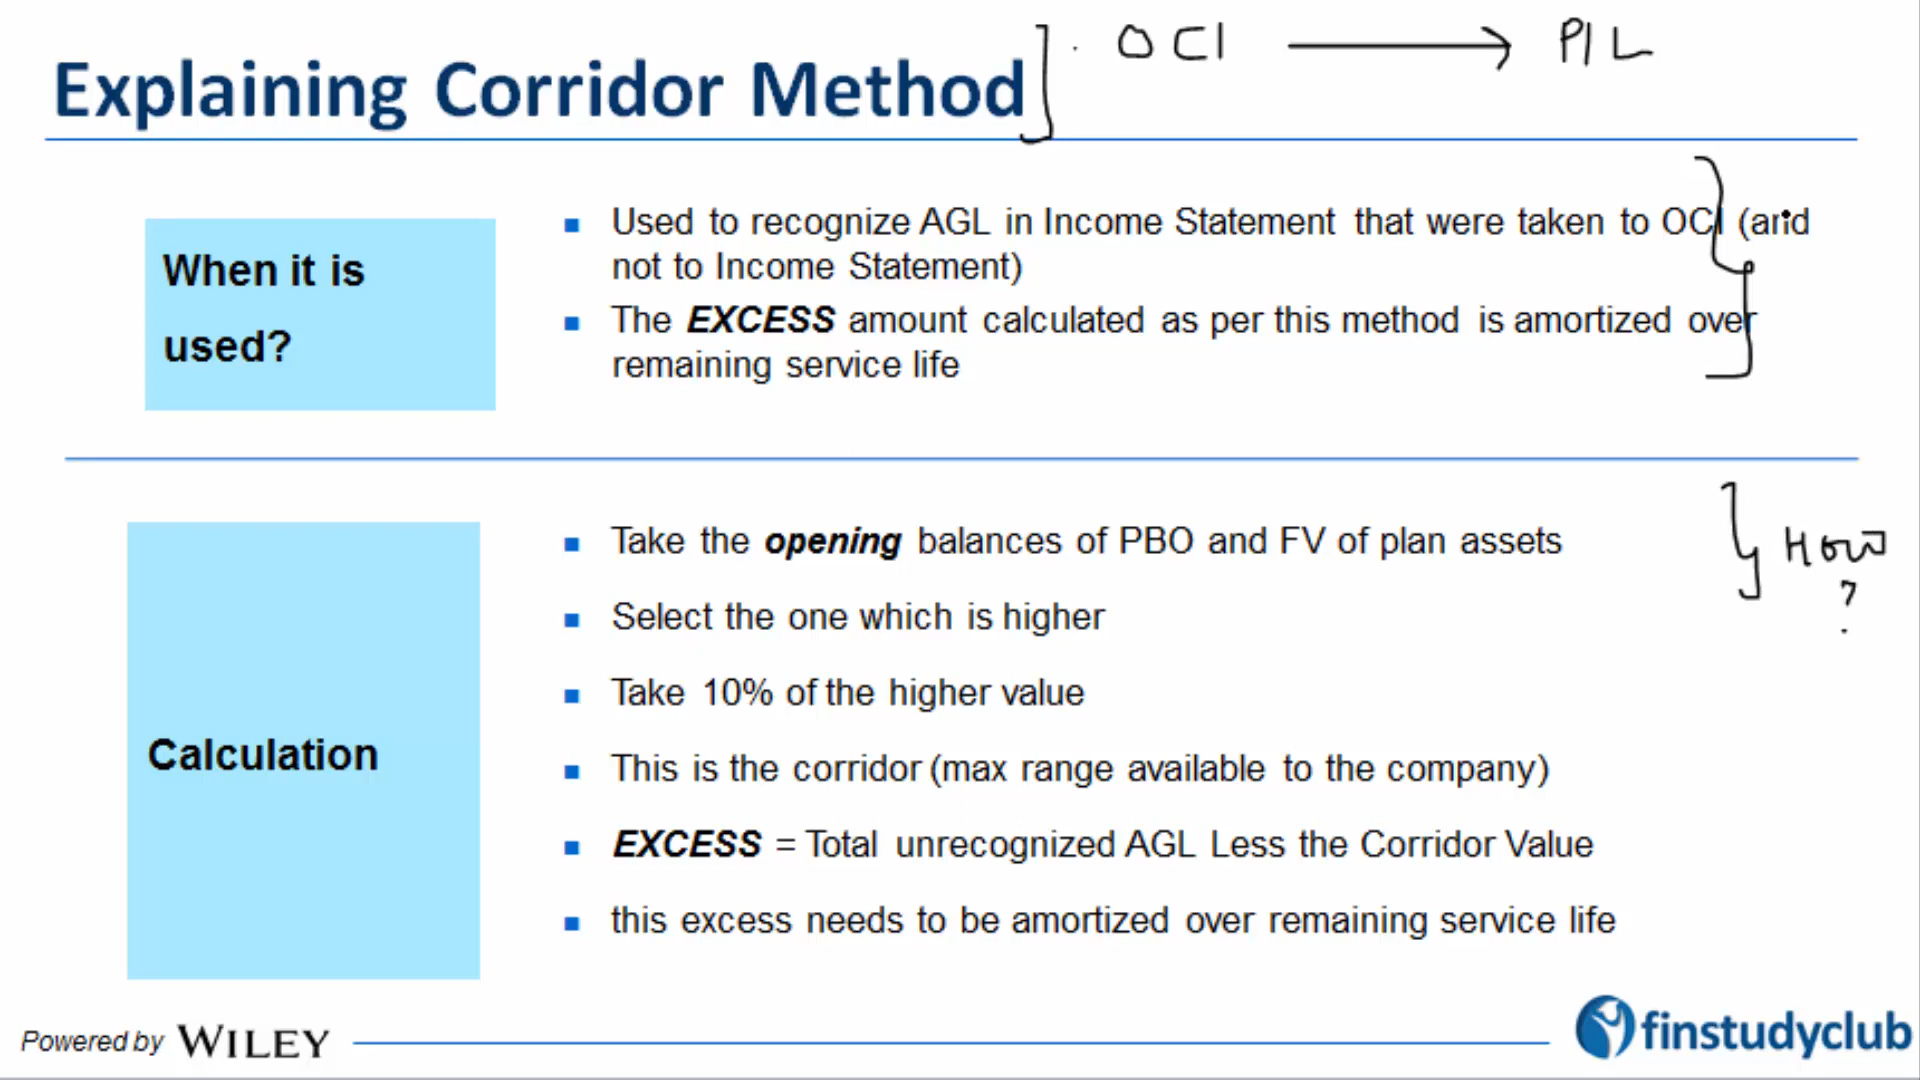 Explaining Corridor Method
OCI → P/L
When it is
used?
■ Used to recognize AGL in Income Statement that were taken to OCI (and
not to Income Statement)
■ The EXCESS amount calculated as per this method is amortized over
remaining service life
Calculation
■ Take the opening balances of PBO and FV of plan assets
■ Select the one which is higher
■ Take 10% of the higher value
■ This is the corridor (max range available to the company)
■ EXCESS = Total unrecognized AGL Less the Corridor Value
■ this excess needs to be amortized over remaining service life
How
?
Powered by WILEY
finstudyclub